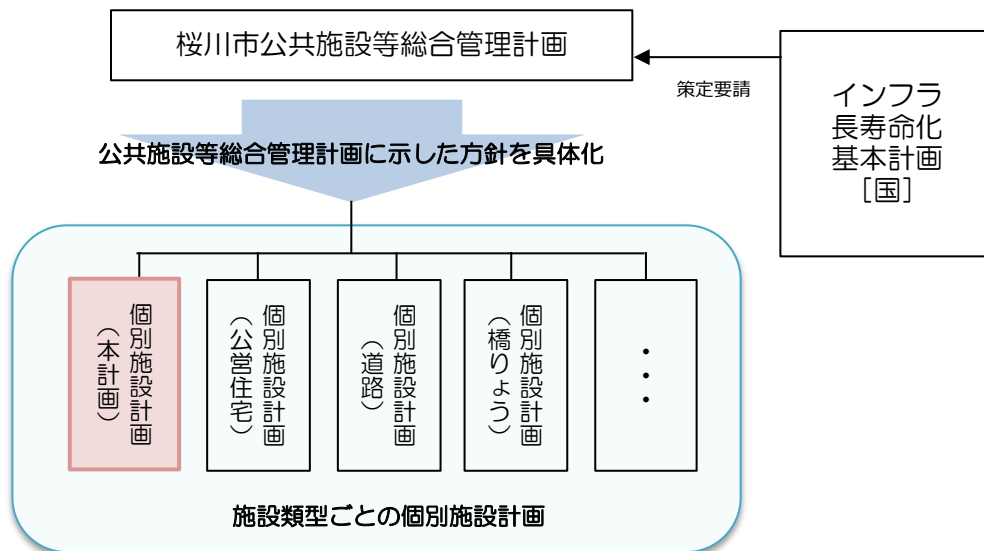 桜川市公共施設等総合管理計画
策定要請
インフラ
長寿命化
基本計画
[国]
公共施設等総合管理計画に示した方針を具体化
個別施設計画
（本計画）
個別施設計画
（公営住宅）
個別施設計画
（道路）
個別施設計画
（橋りょう）
・・・
施設類型ごとの個別施設計画